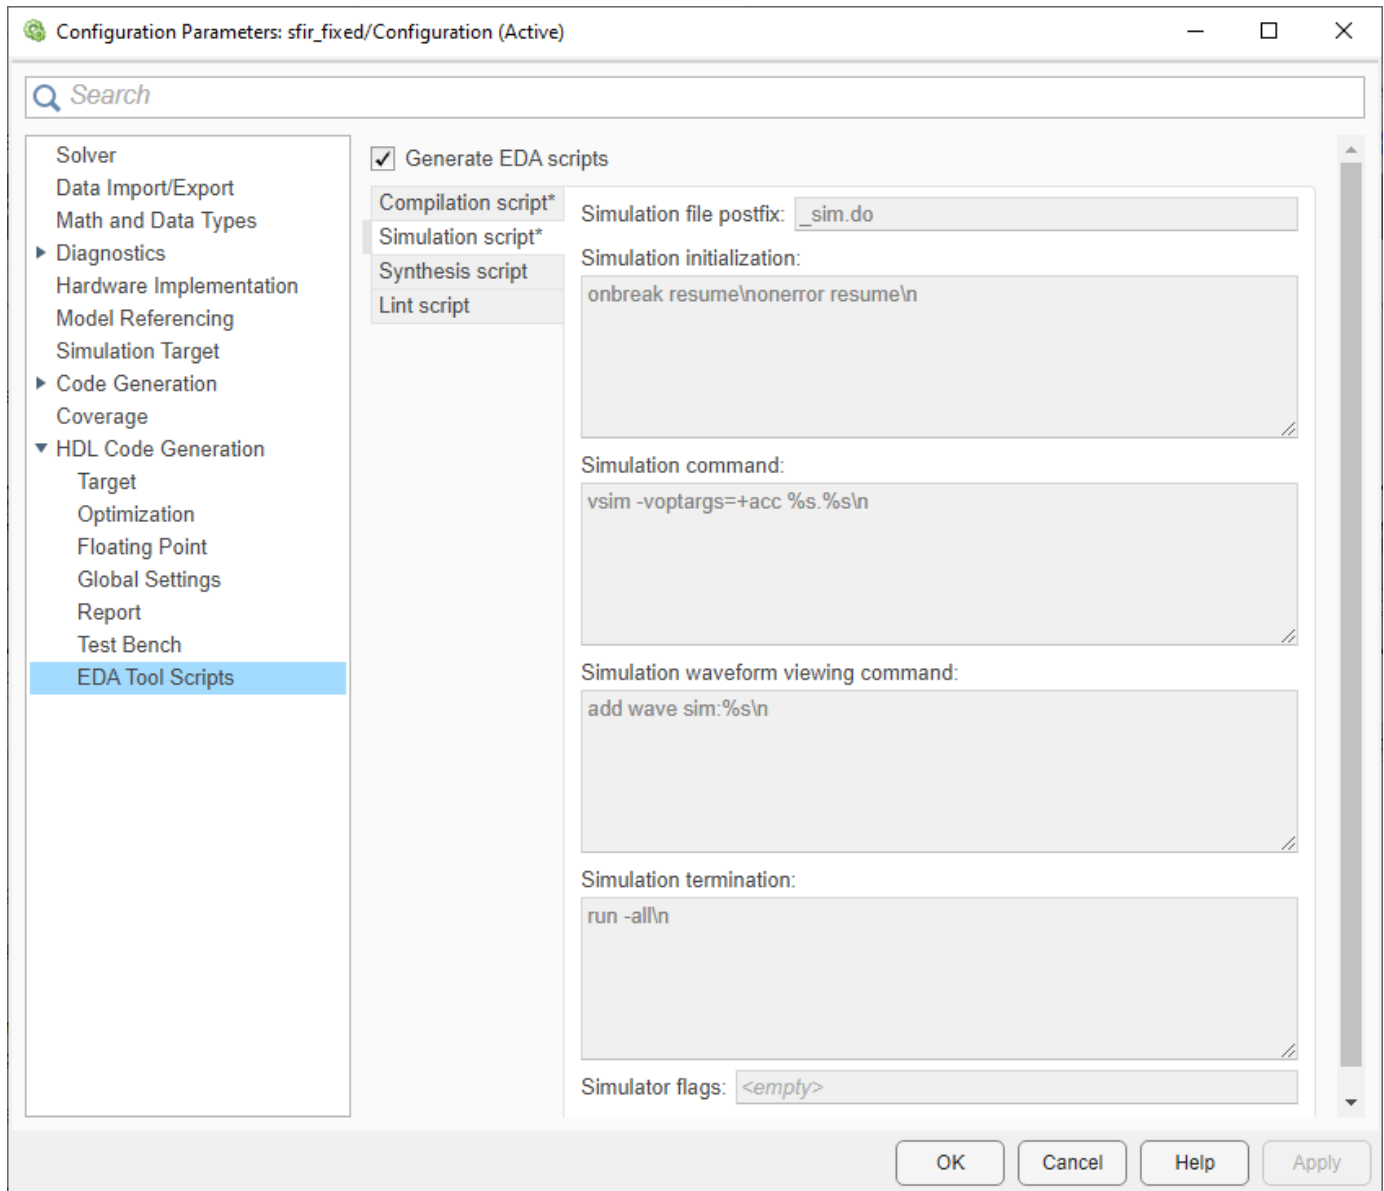 Configuration Parameters: sfir_fixed/Configuration (Active)
Search
Solver
Data Import/Export
Math and Data Types
Diagnostics
Hardware Implementation
Model Referencing
Simulation Target
Code Generation
Coverage
HDL Code Generation
Target
Optimization
Floating Point
Global Settings
Report
Test Bench
EDA Tool Scripts
Generate EDA scripts
Compilation script*
Simulation script*
Synthesis script
Lint script
Simulation file postfix: _sim.do
Simulation initialization:
onbreak resume\nonerror resume\n
Simulation command:
vsim -voptargs=+acc %s.%s\n
Simulation waveform viewing command:
add wave sim:%s\n
Simulation termination:
run -all\n
Simulator flags: <empty>
OK
Cancel
Help
Apply